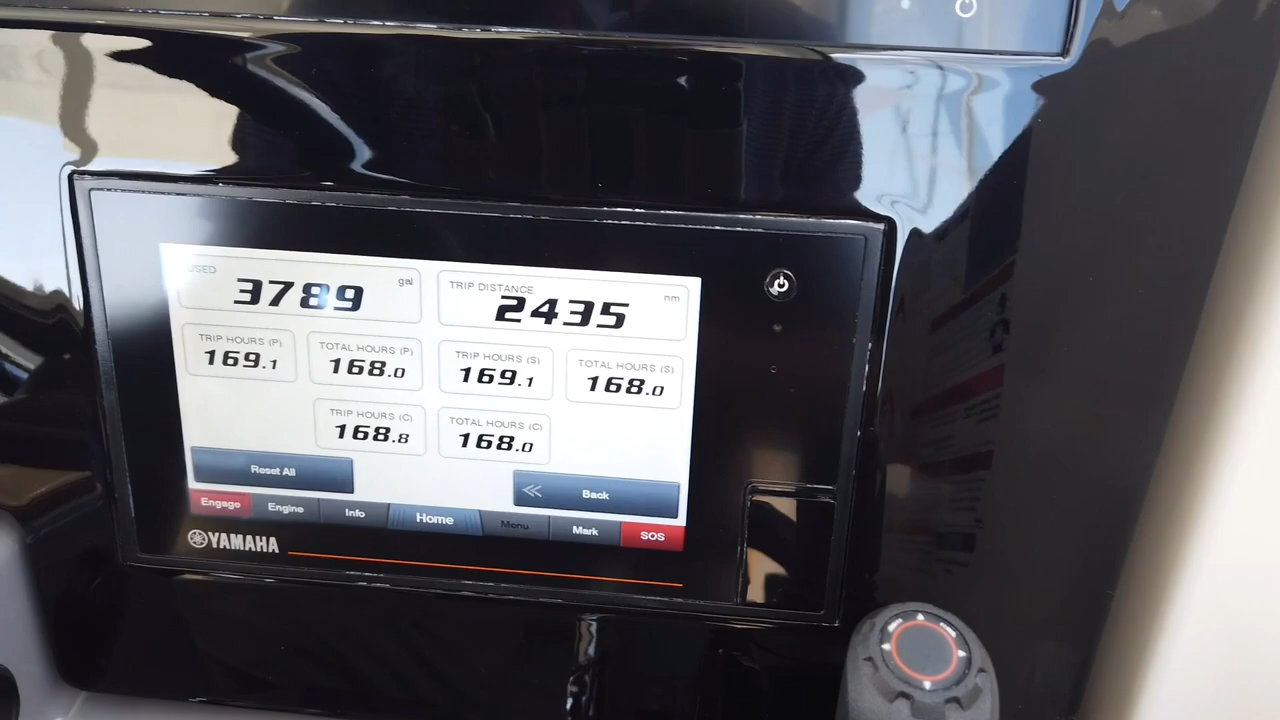 USED
3789 gal
TRIP DISTANCE
2435 nm
TRIP HOURS (P)
169.1
TOTAL HOURS (P)
168.0
TRIP HOURS (S)
169.1
TOTAL HOURS (S)
168.0
TRIP HOURS (C)
168.8
TOTAL HOURS (C)
168.0
Reset All
Back
Engage
Engine
Info
Home
Menu
Mark
SOS
YAMAHA